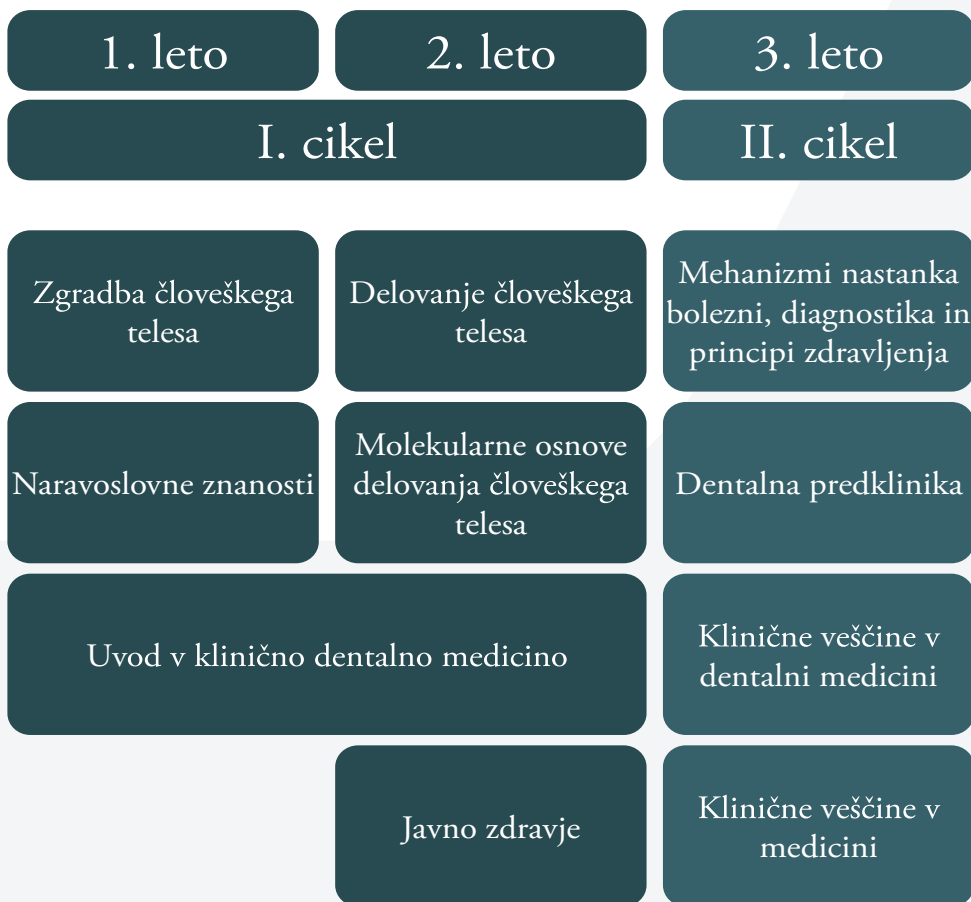 1. leto
2. leto
3. leto
I. cikel
II. cikel
Zgradba človeškega
telesa
Delovanje človeškega
telesa
Mehanizmi nastanka
bolezni, diagnostika in
principi zdravljenja
Naravoslovne znanosti
Molekularne osnove
delovanja človeškega
telesa
Dentalna predklinika
Uvod v klinično dentalno medicino
Klinične veščine v
dentalni medicini
Javno zdravje
Klinične veščine v
medicini